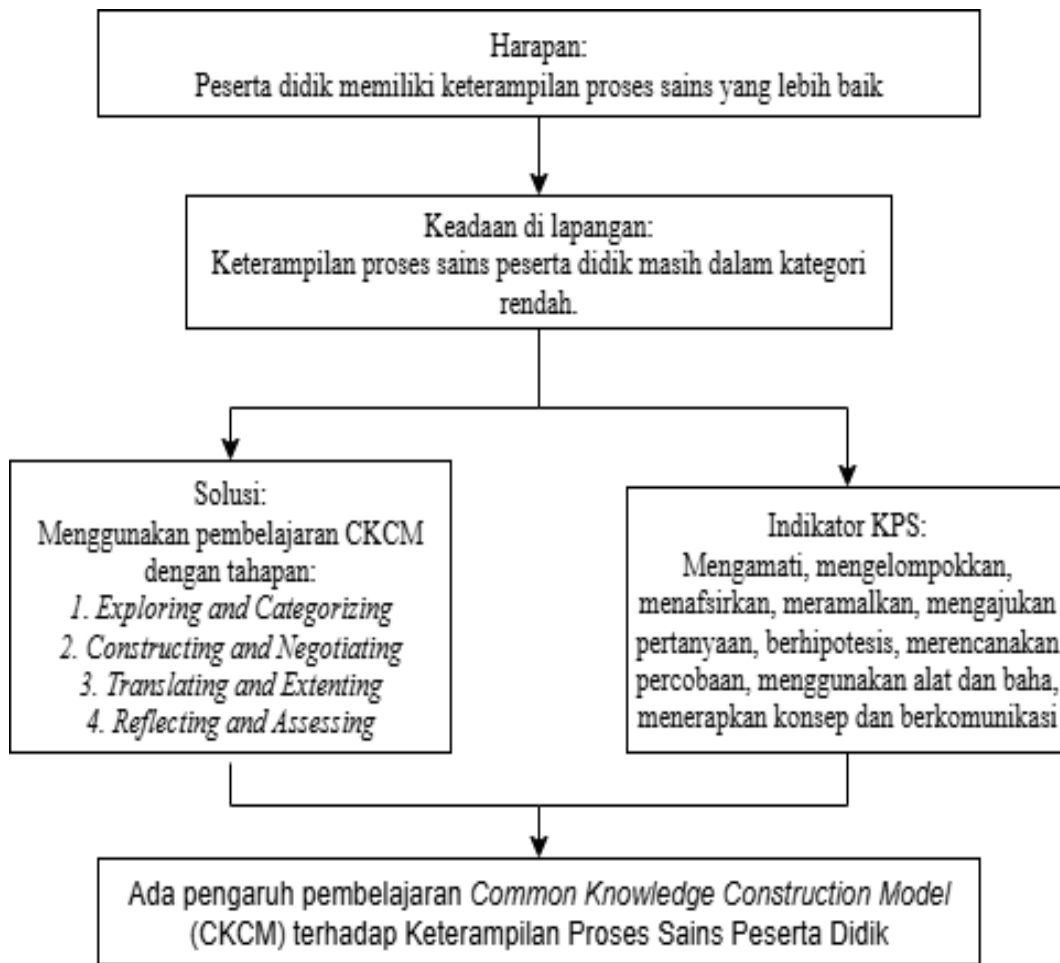 Harapan:
Peserta didik memiliki keterampilan proses sains yang lebih baik
Keadaan di lapangan:
Keterampilan proses sains peserta didik masih dalam kategori
rendah.
Solusi:
Menggunakan pembelajaran CKCM
dengan tahapan:
1. Exploring and Categorizing
2. Constructing and Negotiating
3. Translating and Extenting
4. Reflecting and Assessing
Indikator KPS:
Mengamati, mengelompokkan,
menafsirkan, meramalkan, mengajukan
pertanyaan, berhipotesis, merencanakan
percobaan, menggunakan alat dan baha,
menerapkan konsep dan berkomunikasi
Ada pengaruh pembelajaran Common Knowledge Construction Model
(CKCM) terhadap Keterampilan Proses Sains Peserta Didik